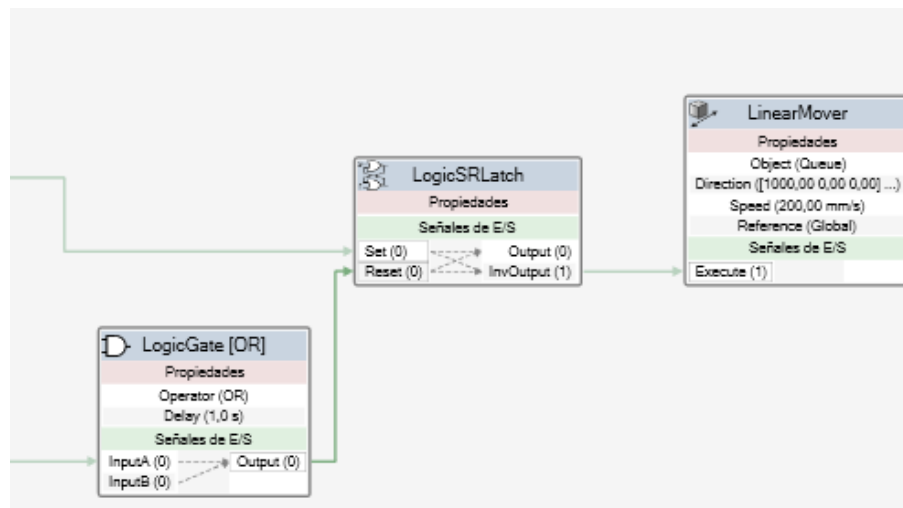 LogicSRLatch
Propiedades
Señales de E/S
Set (0) Output (0)
Reset (0) InvOutput (1)
LinearMover
Propiedades
Object (Queue)
Direction ([1000,00 0,00 0,00] ...)
Speed (200,00 mm/s)
Reference (Global)
Señales de E/S
Execute (1)
LogicGate [OR]
Propiedades
Operator (OR)
Delay (1,0 s)
Señales de E/S
InputA (0) Output (0)
InputB (0)